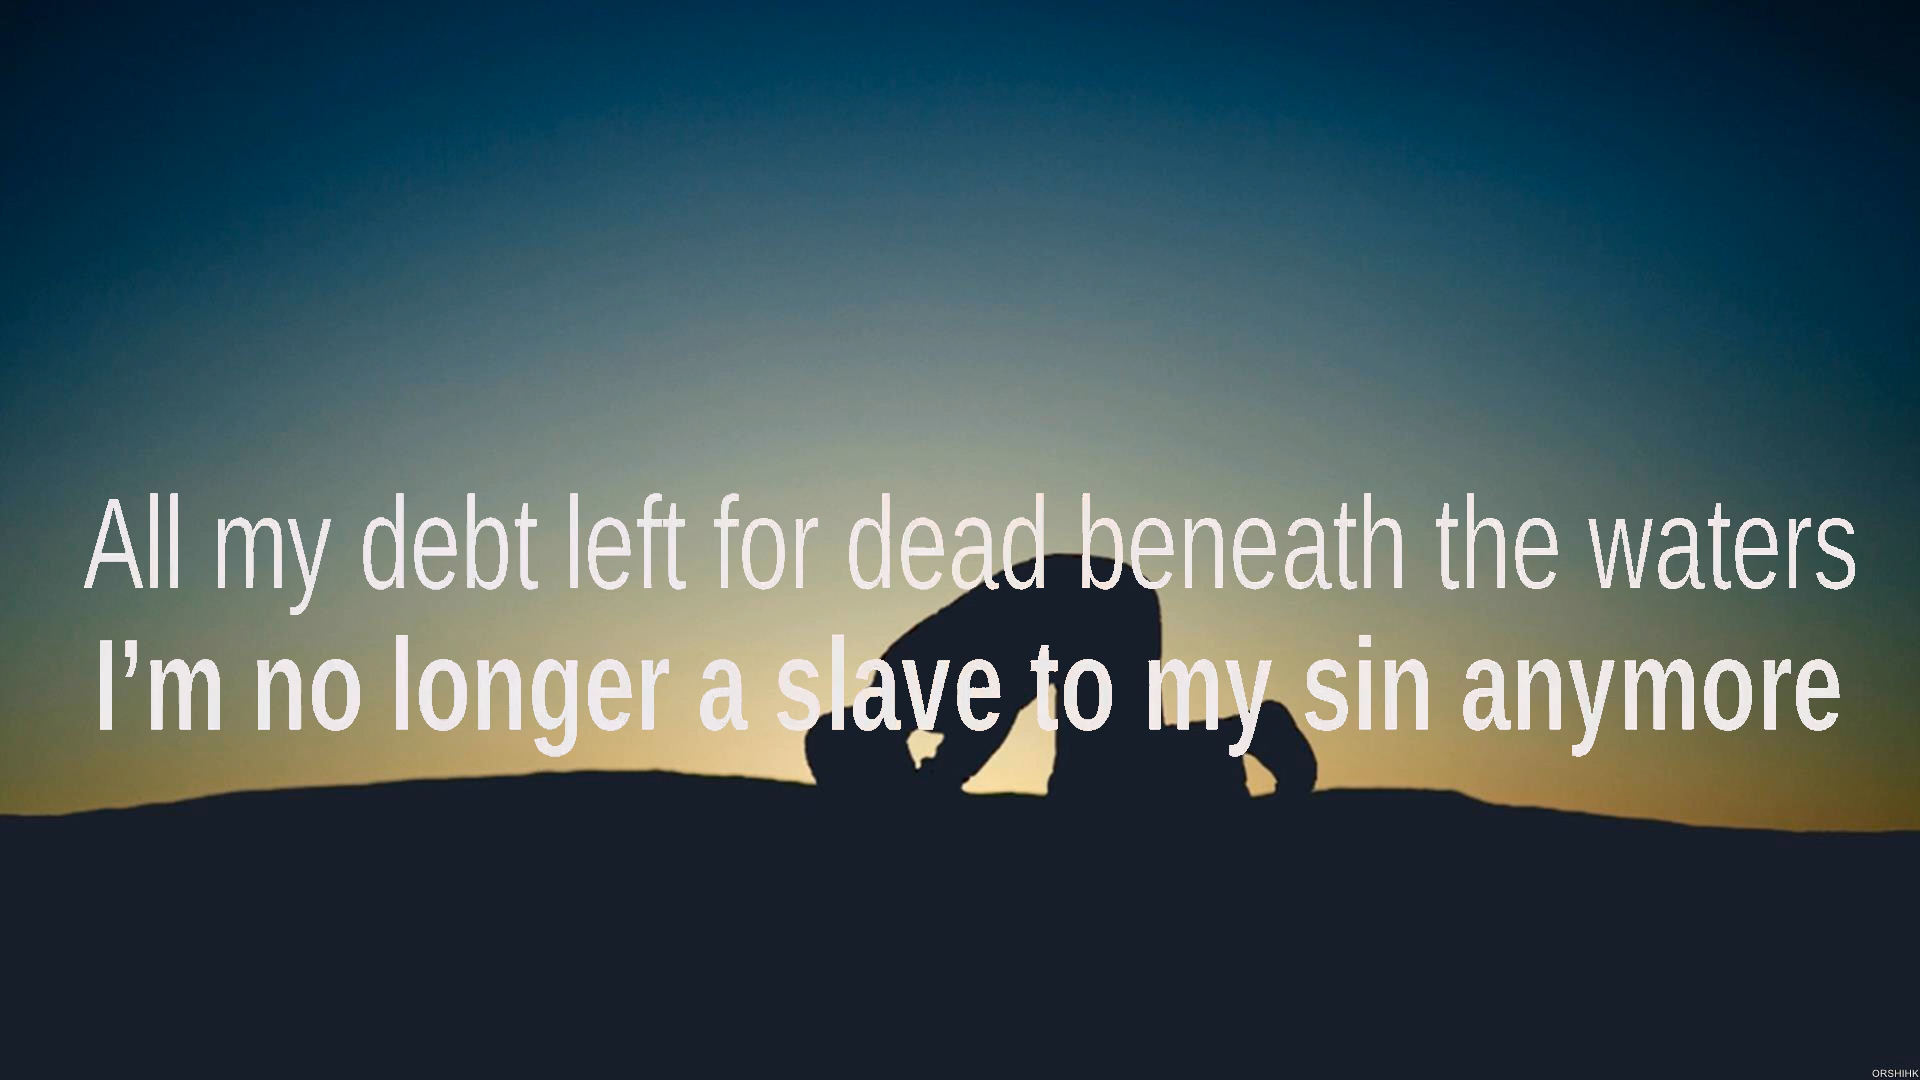 All my debt left for dead beneath the waters
I’m no longer a slave to my sin anymore
ORSHIHK